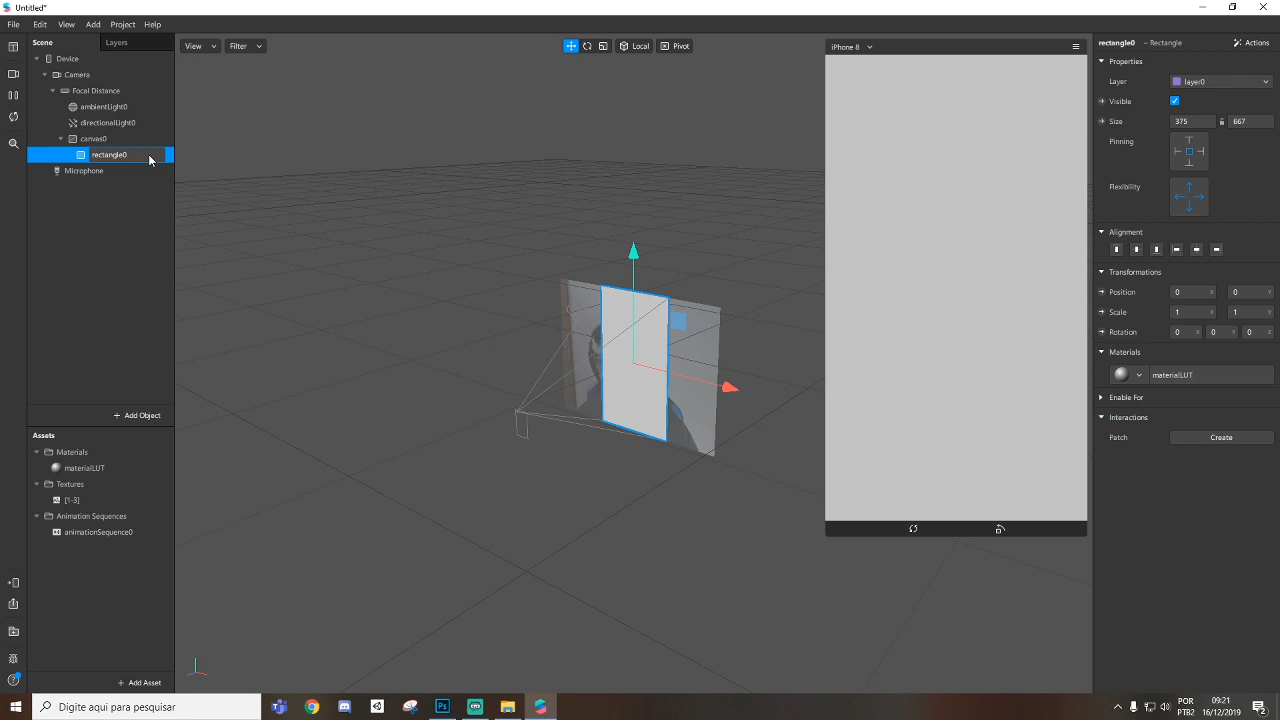 Untitled*
File Edit View Add Project Help
Scene Layers
Device
Camera
Focal Distance
ambientLight0
directionalLight0
canvas0
rectangle0
Microphone
+ Add Object
Assets
Materials
materialLUT
Textures
[1-3]
Animation Sequences
animationSequence0
+ Add Asset
View Filter Local Pivot
iPhone 8
rectangle0 – Rectangle Actions
Properties
Layer layer0
Visible
Size 375 667
Pinning
Flexibility
Alignment
Transformations
Position 0 X 0 Y
Scale 1 X 1 Y
Rotation 0 X 0 Y 0 Z
Materials
materialLUT
Enable For
Interactions
Patch Create
Digite aqui para pesquisar
Ps
POR
PTB2
09:21
16/12/2019
2